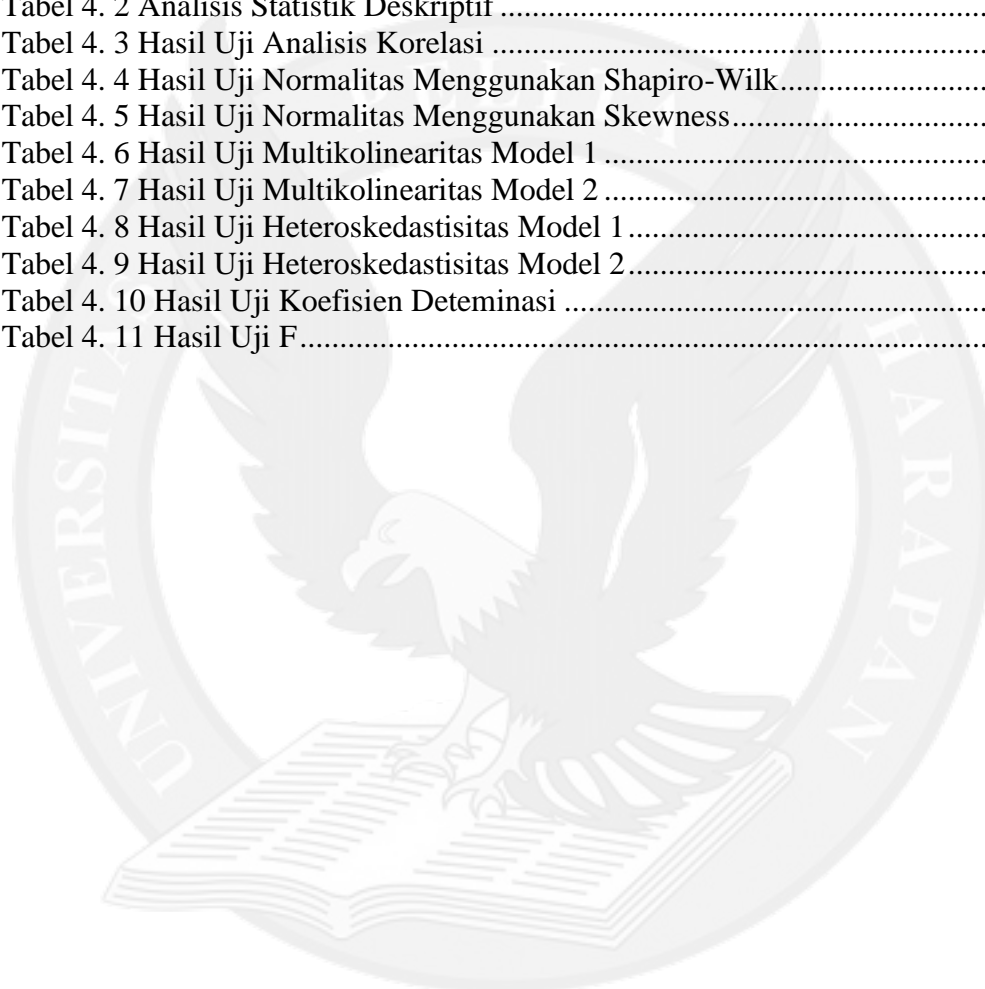 Tabel 4. 2 Analisis Statistik Deskriptif ............................................................
Tabel 4. 3 Hasil Uji Analisis Korelasi ..............................................................
Tabel 4. 4 Hasil Uji Normalitas Menggunakan Shapiro-Wilk..........................
Tabel 4. 5 Hasil Uji Normalitas Menggunakan Skewness................................
Tabel 4. 6 Hasil Uji Multikolinearitas Model 1 ................................................
Tabel 4. 7 Hasil Uji Multikolinearitas Model 2 ................................................
Tabel 4. 8 Hasil Uji Heteroskedastisitas Model 1.............................................
Tabel 4. 9 Hasil Uji Heteroskedastisitas Model 2.............................................
Tabel 4. 10 Hasil Uji Koefisien Deteminasi .....................................................
Tabel 4. 11 Hasil Uji F......................................................................................
UNIVERSITAS
PELITA
HARAPAN